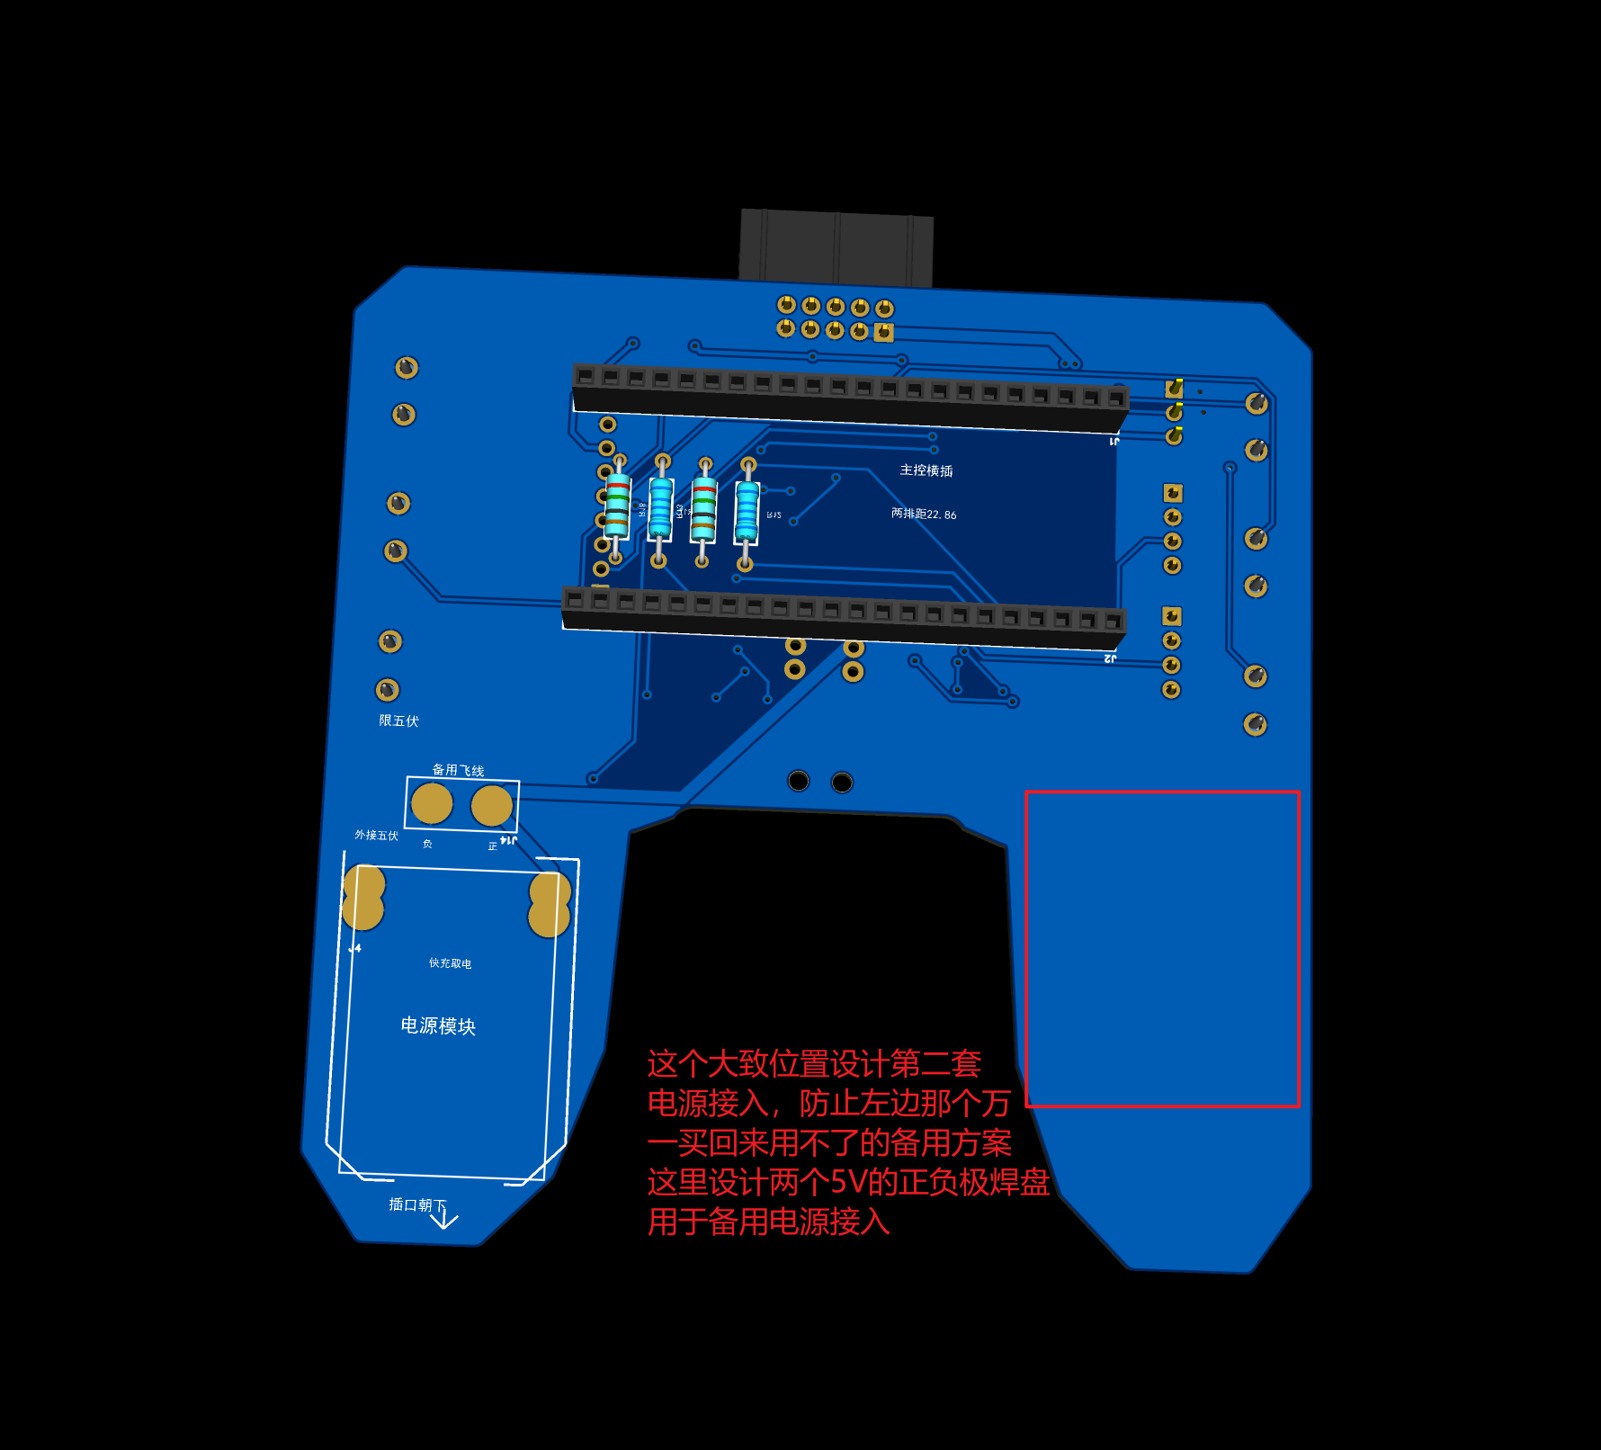 J1
主控横插
两排距22.86
R12
J2
限五伏
备用飞线
外接五伏
负
正
J14
J4
快充取电
电源模块
插口朝下
这个大致位置设计第二套
电源接入，防止左边那个万
一买回来用不了的备用方案
这里设计两个5V的正负极焊盘
用于备用电源接入